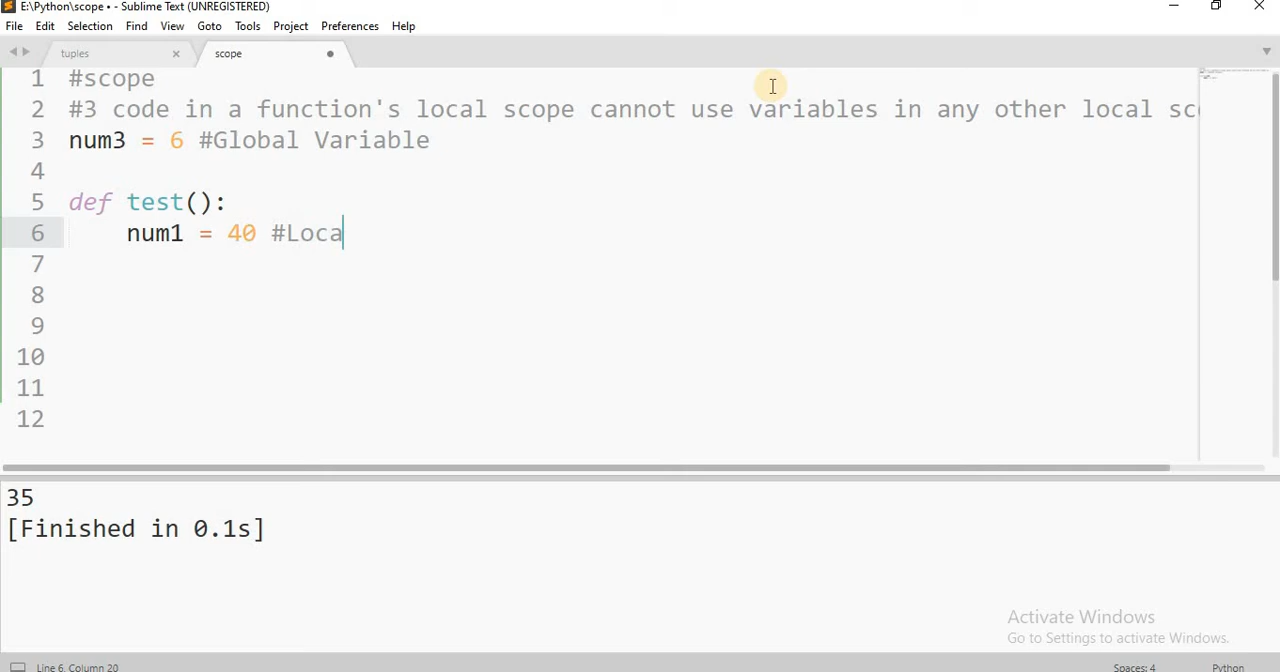 E:\Python\scope • - Sublime Text (UNREGISTERED)
File Edit Selection Find View Goto Tools Project Preferences Help
tuples scope
1 #scope
2 #3 code in a function's local scope cannot use variables in any other local sc
3 num3 = 6 #Global Variable
4
5 def test():
6 num1 = 40 #Loca
7
8
9
10
11
12
35
[Finished in 0.1s]
Activate Windows
Go to Settings to activate Windows.
Line 6, Column 20 Spaces: 4 Python